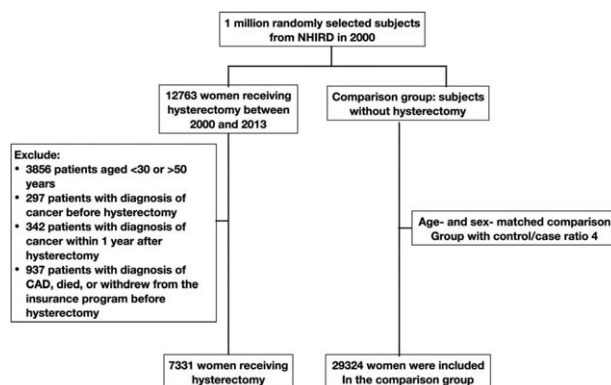 1 million randomly selected subjects
from NHIRD in 2000
12763 women receiving
hysterectomy between
2000 and 2013
Comparison group: subjects
without hysterectomy
Exclude:
• 3856 patients aged <30 or >50
years
• 297 patients with diagnosis of
cancer before hysterectomy
• 342 patients with diagnosis of
cancer within 1 year after
hysterectomy
• 937 patients with diagnosis of
CAD, died, or withdrew from the
insurance program before
hysterectomy
Age- and sex- matched comparison
Group with control/case ratio 4
7331 women receiving
hysterectomy
29324 women were included
In the comparison group